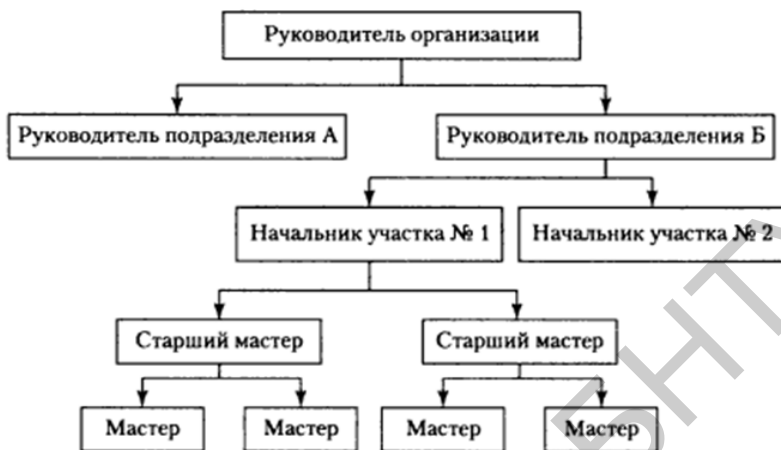 Руководитель организации
Руководитель подразделения А
Руководитель подразделения Б
Начальник участка № 1
Начальник участка № 2
Старший мастер
Старший мастер
Мастер
Мастер
Мастер
Мастер
БНТУ